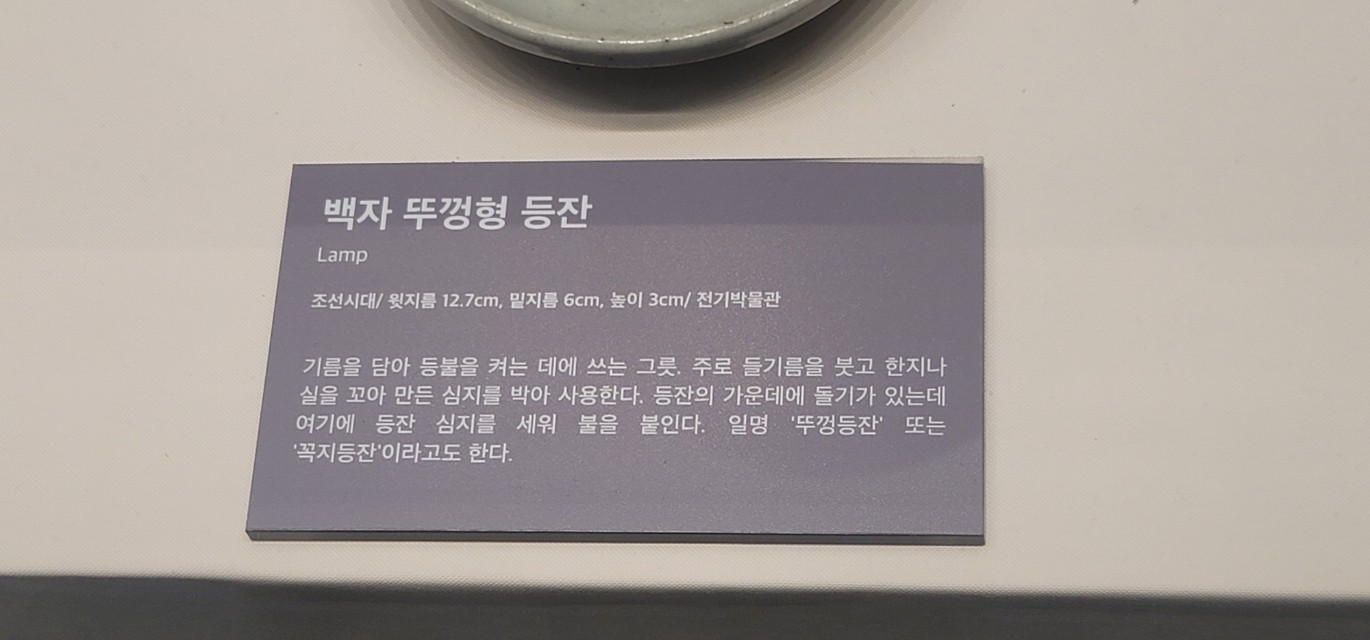 백자 뚜껑형 등잔
Lamp
조선시대/ 윗지름 12.7cm, 밑지름 6cm, 높이 3cm/ 전기박물관
기름을 담아 등불을 켜는 데에 쓰는 그릇. 주로 들기름을 붓고 한지나
실을 꼬아 만든 심지를 박아 사용한다. 등잔의 가운데에 돌기가 있는데
여기에 등잔 심지를 세워 불을 붙인다. 일명 '뚜껑등잔' 또는
'꼭지등잔'이라고도 한다.